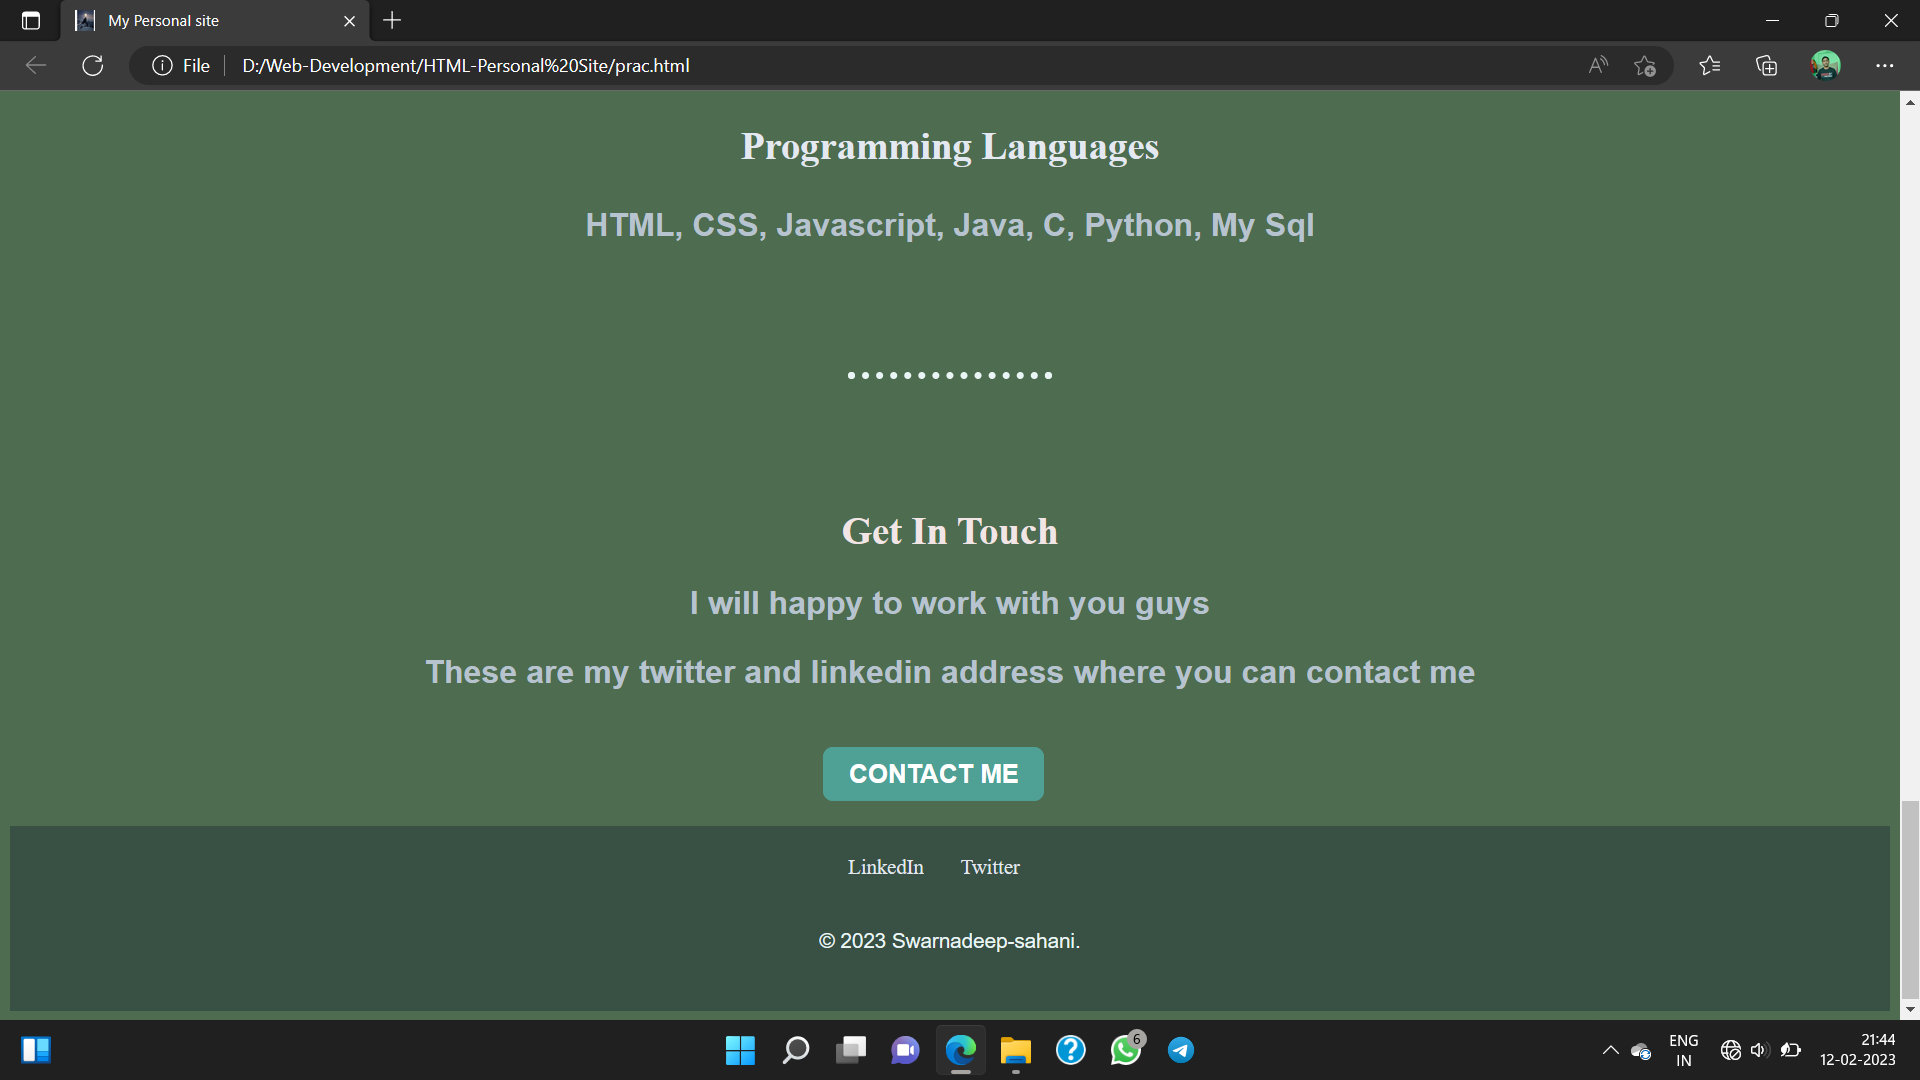 My Personal site
File D:/Web-Development/HTML-Personal%20Site/prac.html
Programming Languages
HTML, CSS, Javascript, Java, C, Python, My Sql
Get In Touch
I will happy to work with you guys
These are my twitter and linkedin address where you can contact me
CONTACT ME
LinkedIn Twitter
© 2023 Swarnadeep-sahani.
6
ENG
IN
21:44
12-02-2023